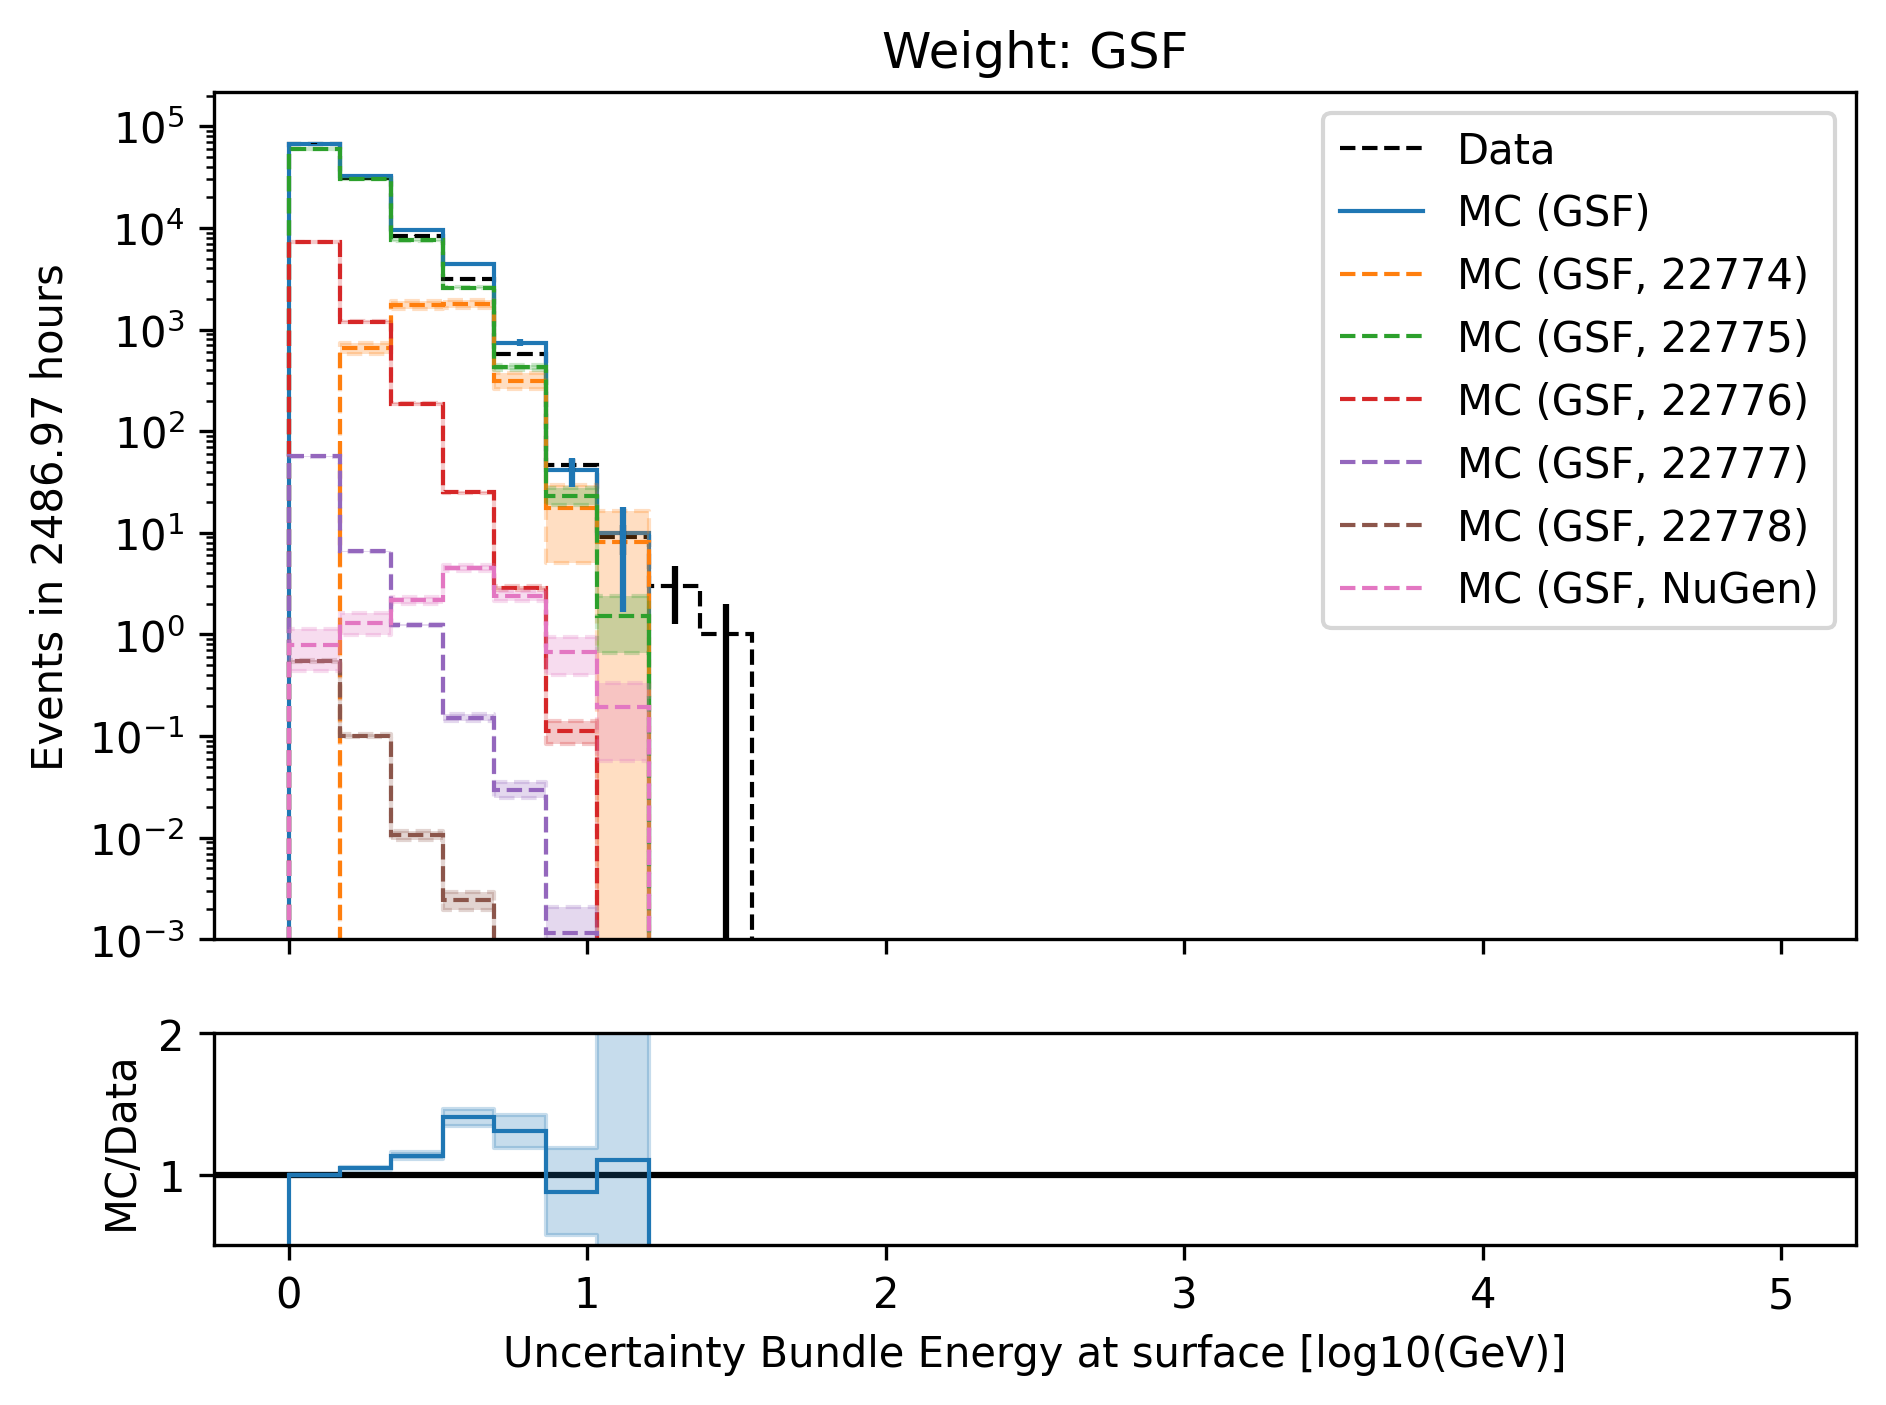 Weight: GSF
Events in 2486.97 hours
10^5
10^4
10^3
10^2
10^1
10^0
10^−1
10^−2
10^−3
Data
MC (GSF)
MC (GSF, 22774)
MC (GSF, 22775)
MC (GSF, 22776)
MC (GSF, 22777)
MC (GSF, 22778)
MC (GSF, NuGen)
MC/Data
2
1
0 1 2 3 4 5
Uncertainty Bundle Energy at surface [log10(GeV)]